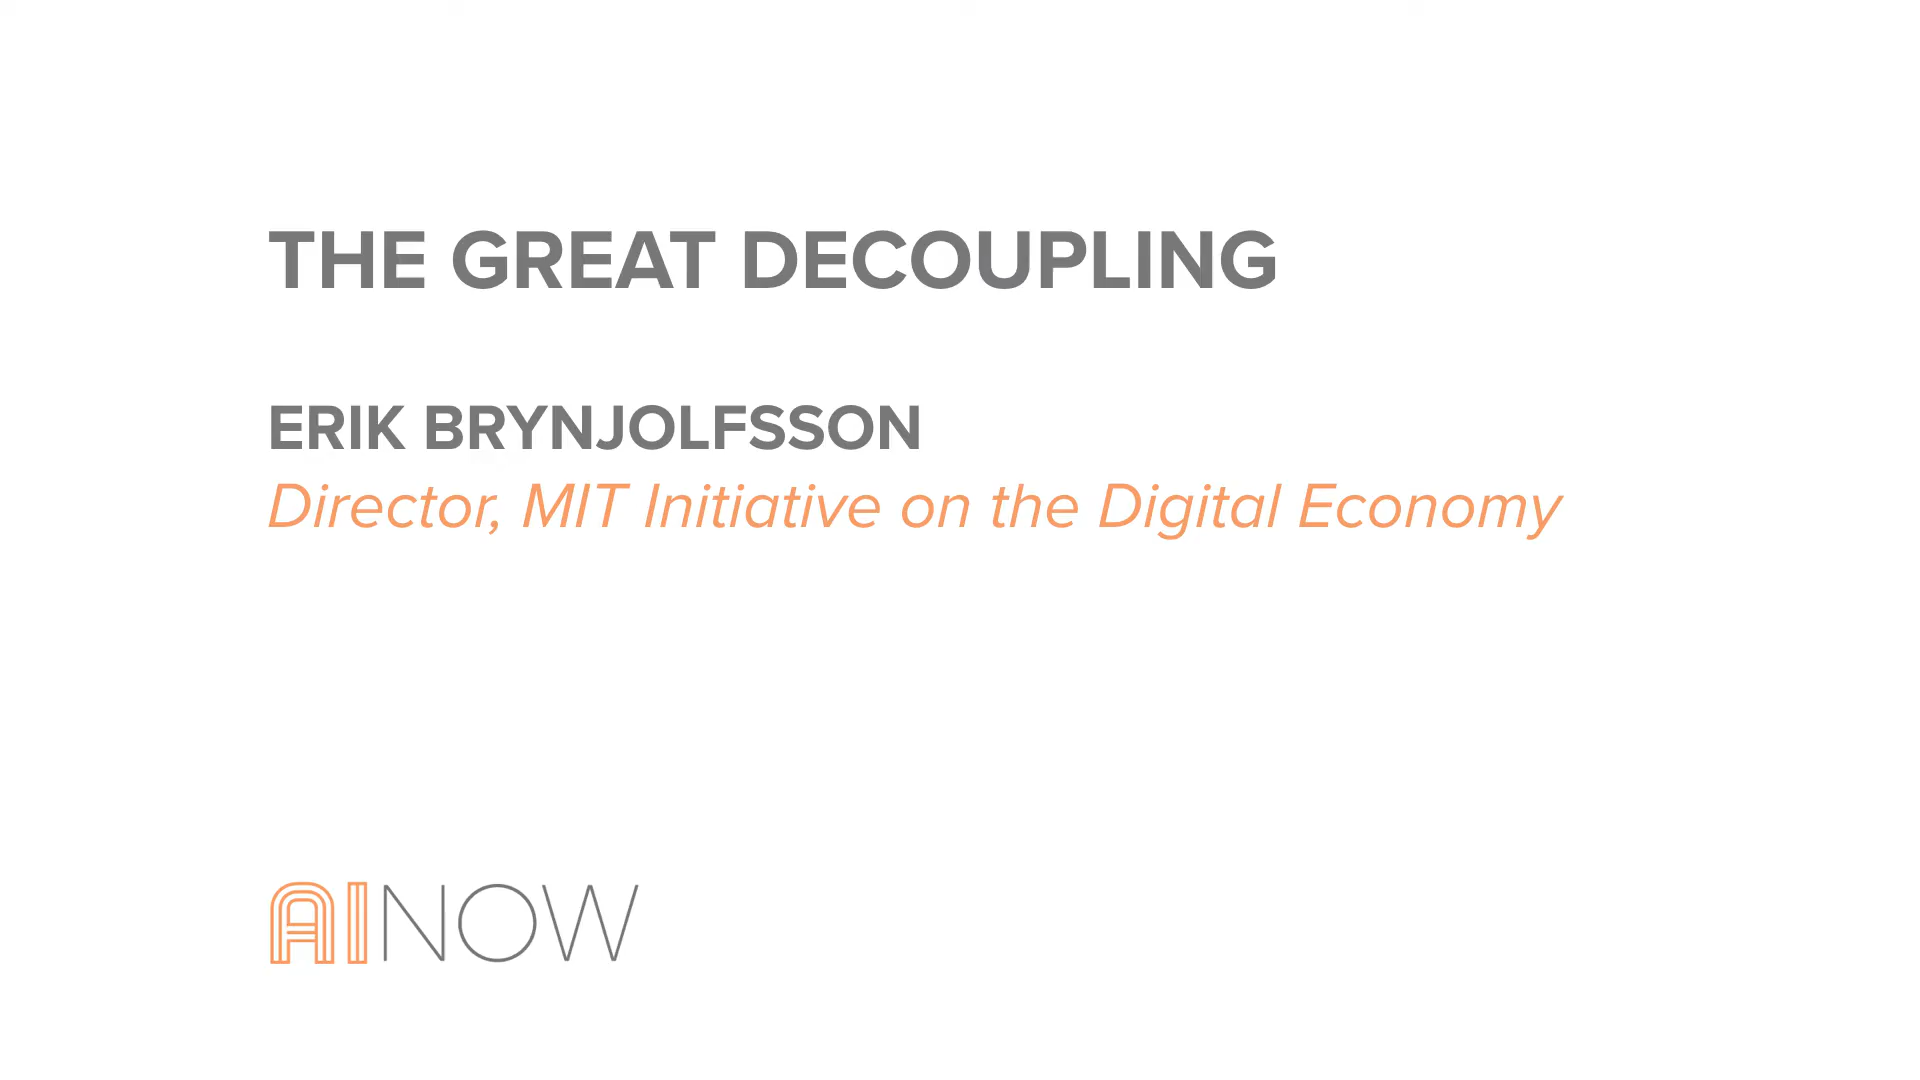 THE GREAT DECOUPLING
ERIK BRYNJOLFSSON
Director, MIT Initiative on the Digital Economy
AINOW